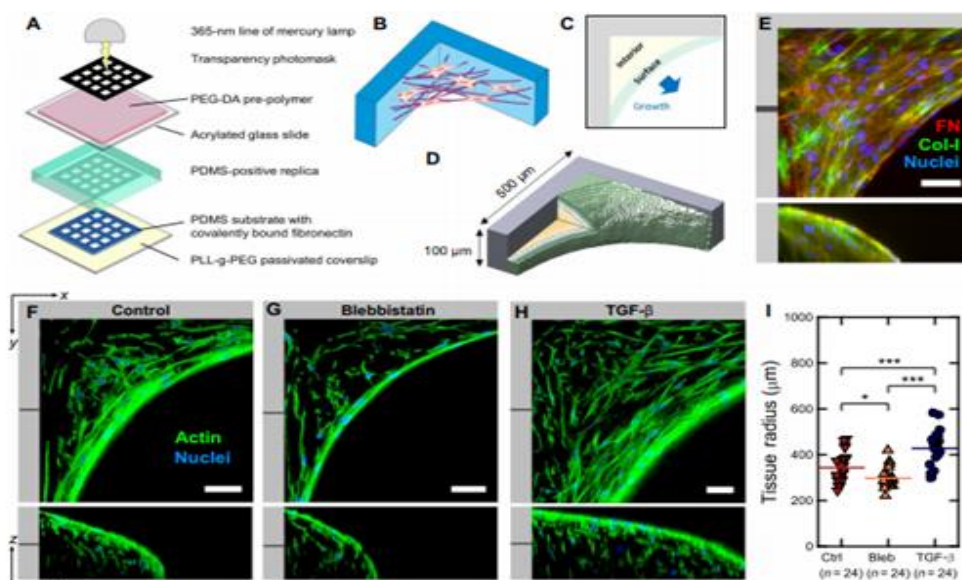 A
365-nm line of mercury lamp
Transparency photomask
PEG-DA pre-polymer
Acrylated glass slide
PDMS-positive replica
PDMS substrate with
covalently bound fibronectin
PLL-g-PEG passivated coverslip
B
C
Interior
Surface
Growth
D
500 μm
100 μm
E
FN
Col-I
Nuclei
x
y
z
F
Control
Actin
Nuclei
G
Blebbistatin
H
TGF-β
I
Tissue radius (μm)
1000
800
600
400
200
0
***
***
*
Ctrl
(n = 24)
Bleb
(n = 24)
TGF-β
(n = 24)